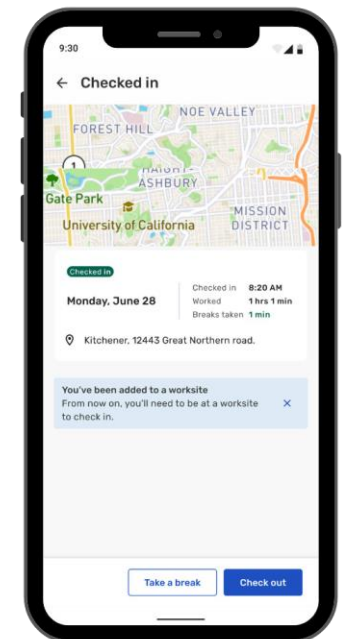 9:30
← Checked in
NOE VALLEY
FOREST HILL
1
HAIGHT-
ASHBURY
Gate Park
MISSION
University of California
DISTRICT
Checked in
Checked in 8:20 AM
Monday, June 28
Worked 1 hrs 1 min
Breaks taken 1 min
Kitchener, 12443 Great Northern road.
You've been added to a worksite
From now on, you'll need to be at a worksite
to check in.
Take a break
Check out